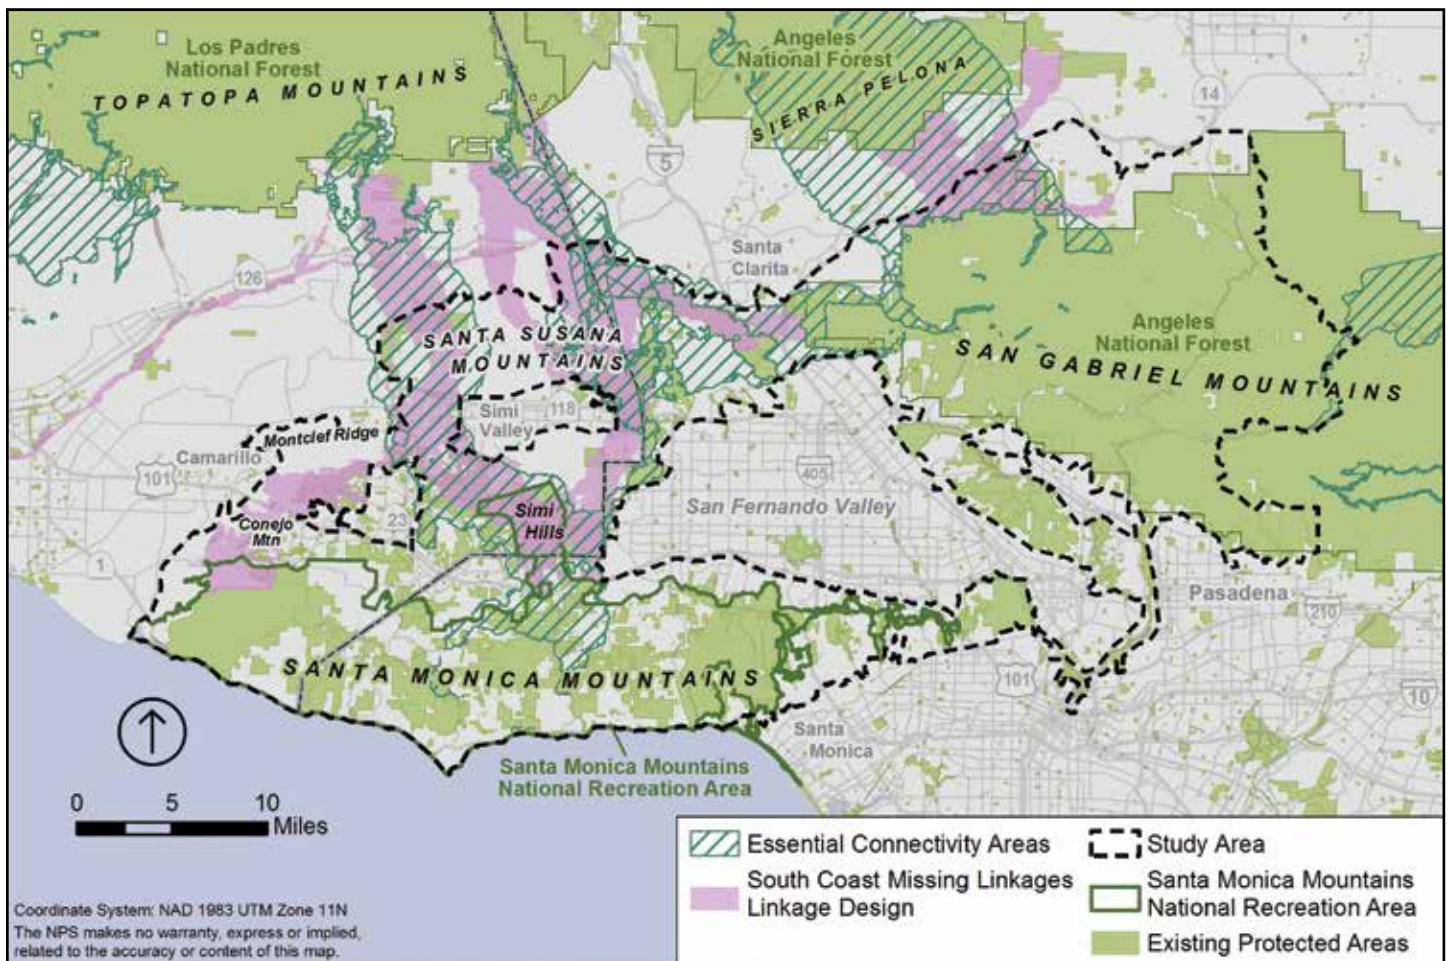 Los Padres
National Forest
TOPATOPA MOUNTAINS
Angeles
National Forest
SIERRA PELONA
14
5
Santa
Clarita
126
SANTA SUSANA
MOUNTAINS
Angeles
National Forest
SAN GABRIEL MOUNTAINS
Simi
Valley
118
Montclef Ridge
Camarillo
101
405
San Fernando Valley
Simi
Hills
23
Conejo
Mtn
1
Pasadena
210
SANTA MONICA MOUNTAINS
101
10
Santa
Monica
Santa Monica Mountains
National Recreation Area
0 5 10
Miles
Essential Connectivity Areas
South Coast Missing Linkages
Linkage Design
Study Area
Santa Monica Mountains
National Recreation Area
Existing Protected Areas
Coordinate System: NAD 1983 UTM Zone 11N
The NPS makes no warranty, express or implied,
related to the accuracy or content of this map.